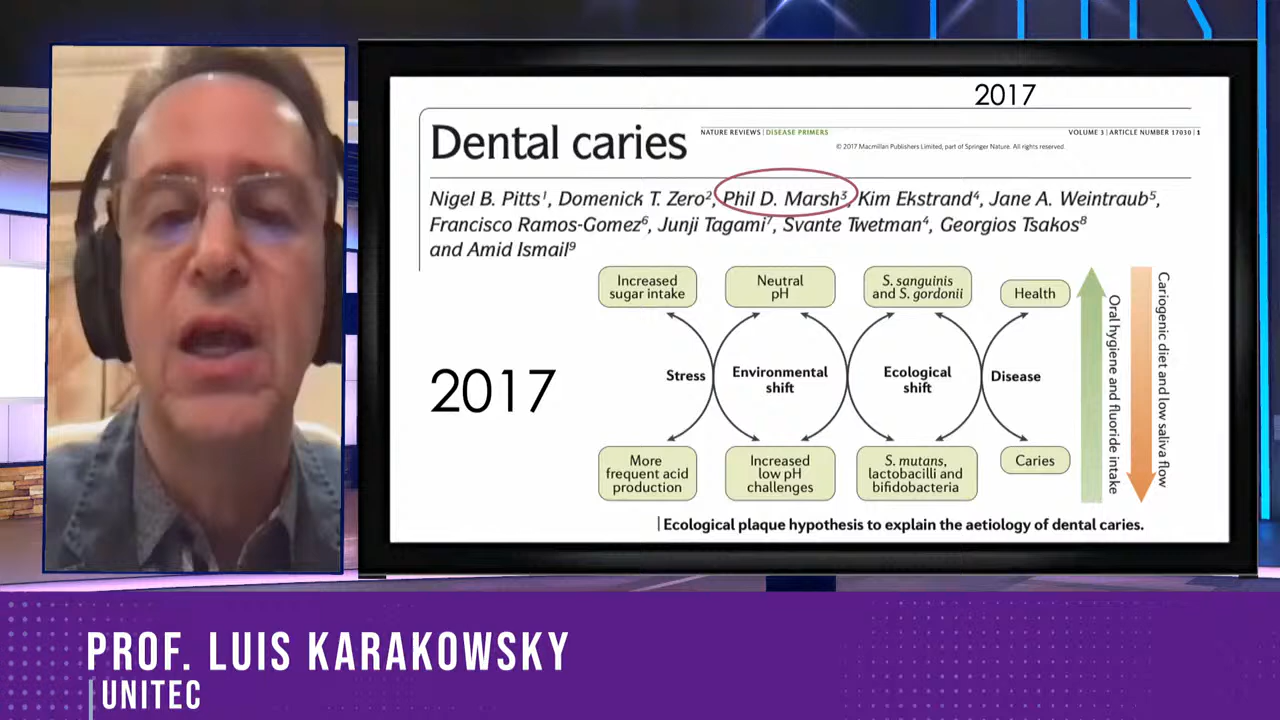 2017
Dental caries
NATURE REVIEWS | DISEASE PRIMERS
VOLUME 3 | ARTICLE NUMBER 17030 | 1
© 2017 Macmillan Publishers Limited, part of Springer Nature. All rights reserved.
Nigel B. Pitts¹, Domenick T. Zero², Phil D. Marsh³, Kim Ekstrand⁴, Jane A. Weintraub⁵,
Francisco Ramos-Gomez⁶, Junji Tagami⁷, Svante Twetman⁴, Georgios Tsakos⁸
and Amid Ismail⁹
Increased
sugar intake
Neutral
pH
S. sanguinis
and S. gordonii
Health
2017
Stress
Environmental
shift
Ecological
shift
Disease
More
frequent acid
production
Increased
low pH
challenges
S. mutans,
lactobacilli and
bifidobacteria
Caries
Oral hygiene and fluoride intake
Cariogenic diet and low saliva flow
Ecological plaque hypothesis to explain the aetiology of dental caries.
PROF. LUIS KARAKOWSKY
UNITEC